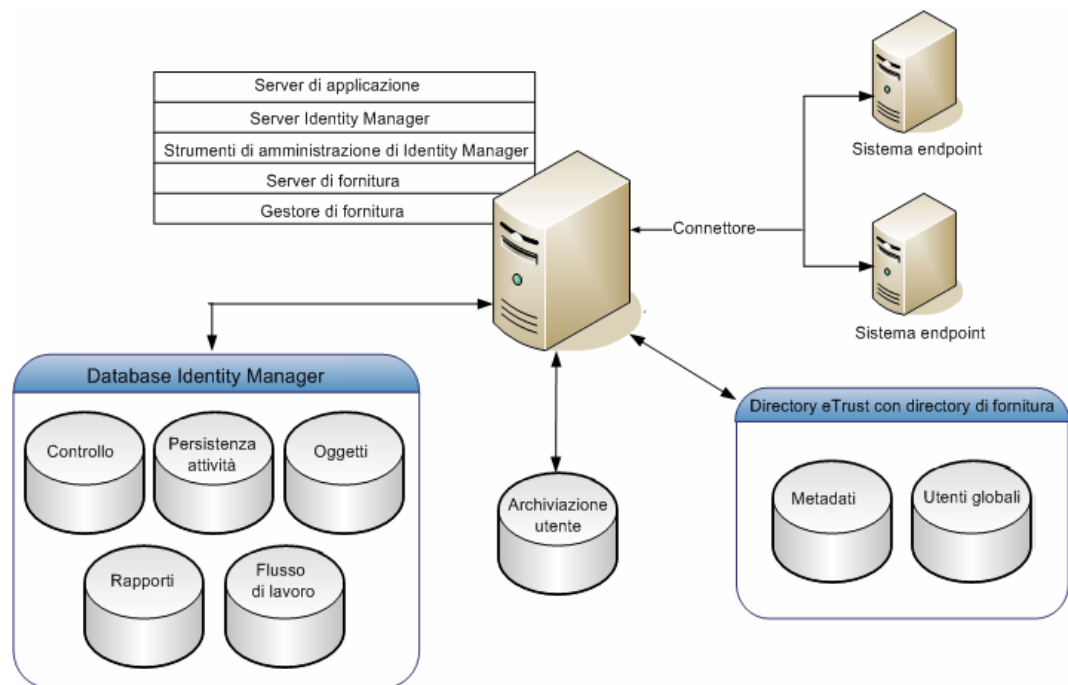 Server di applicazione
Server Identity Manager
Strumenti di amministrazione di Identity Manager
Server di fornitura
Gestore di fornitura
Sistema endpoint
Connettore
Sistema endpoint
Database Identity Manager
Controllo
Persistenza
attività
Oggetti
Rapporti
Flusso
di lavoro
Archiviazione
utente
Directory eTrust con directory di fornitura
Metadati
Utenti globali